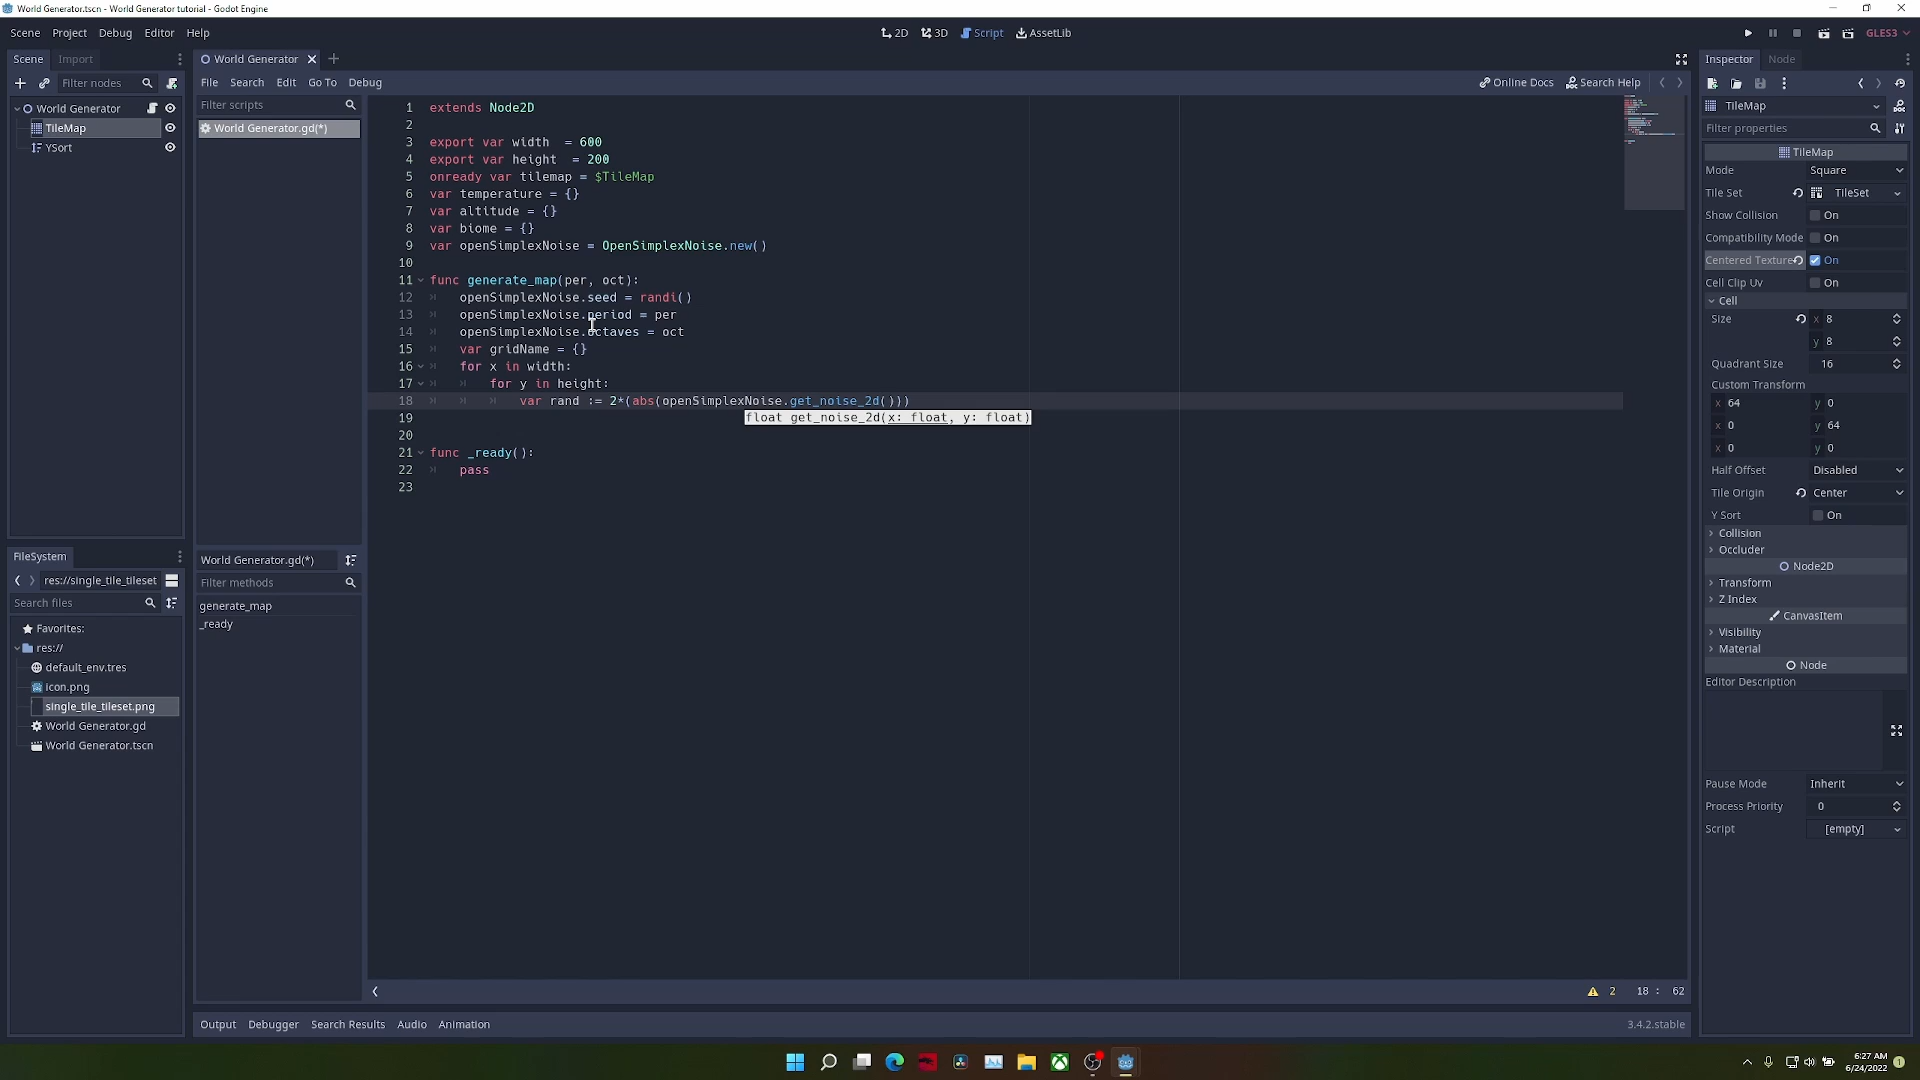 World Generator.tscn - World Generator tutorial - Godot Engine
Scene Project Debug Editor Help
2D 3D Script AssetLib
GLES3
Scene Import
Filter nodes
World Generator
TileMap
YSort
FileSystem
res://single_tile_tileset
Search files
Favorites:
res://
default_env.tres
icon.png
single_tile_tileset.png
World Generator.gd
World Generator.tscn
World Generator
File Search Edit Go To Debug
Online Docs Search Help
Filter scripts
World Generator.gd(*)
World Generator.gd(*)
Filter methods
generate_map
_ready
1 extends Node2D
2
3 export var width  = 600
4 export var height  = 200
5 onready var tilemap = $TileMap
6 var temperature = {}
7 var altitude = {}
8 var biome = {}
9 var openSimplexNoise = OpenSimplexNoise.new()
10
11 func generate_map(per, oct):
12 openSimplexNoise.seed = randi()
13 openSimplexNoise.period = per
14 openSimplexNoise.octaves = oct
15 var gridName = {}
16 for x in width:
17 for y in height:
18 var rand := 2*(abs(openSimplexNoise.get_noise_2d()))
19 float get_noise_2d(x: float, y: float)
20
21 func _ready():
22 pass
23
2 18 : 62
Output Debugger Search Results Audio Animation
3.4.2.stable
Inspector Node
TileMap
Filter properties
TileMap
Mode Square
Tile Set TileSet
Show Collision On
Compatibility Mode On
Centered Texture On
Cell Clip Uv On
Cell
Size x 8
y 8
Quadrant Size 16
Custom Transform
x 64 y 0
x 0 y 64
x 0 y 0
Half Offset Disabled
Tile Origin Center
Y Sort On
Collision
Occluder
Node2D
Transform
Z Index
CanvasItem
Visibility
Material
Node
Editor Description
Pause Mode Inherit
Process Priority 0
Script [empty]
6:27 AM
6/24/2022
1